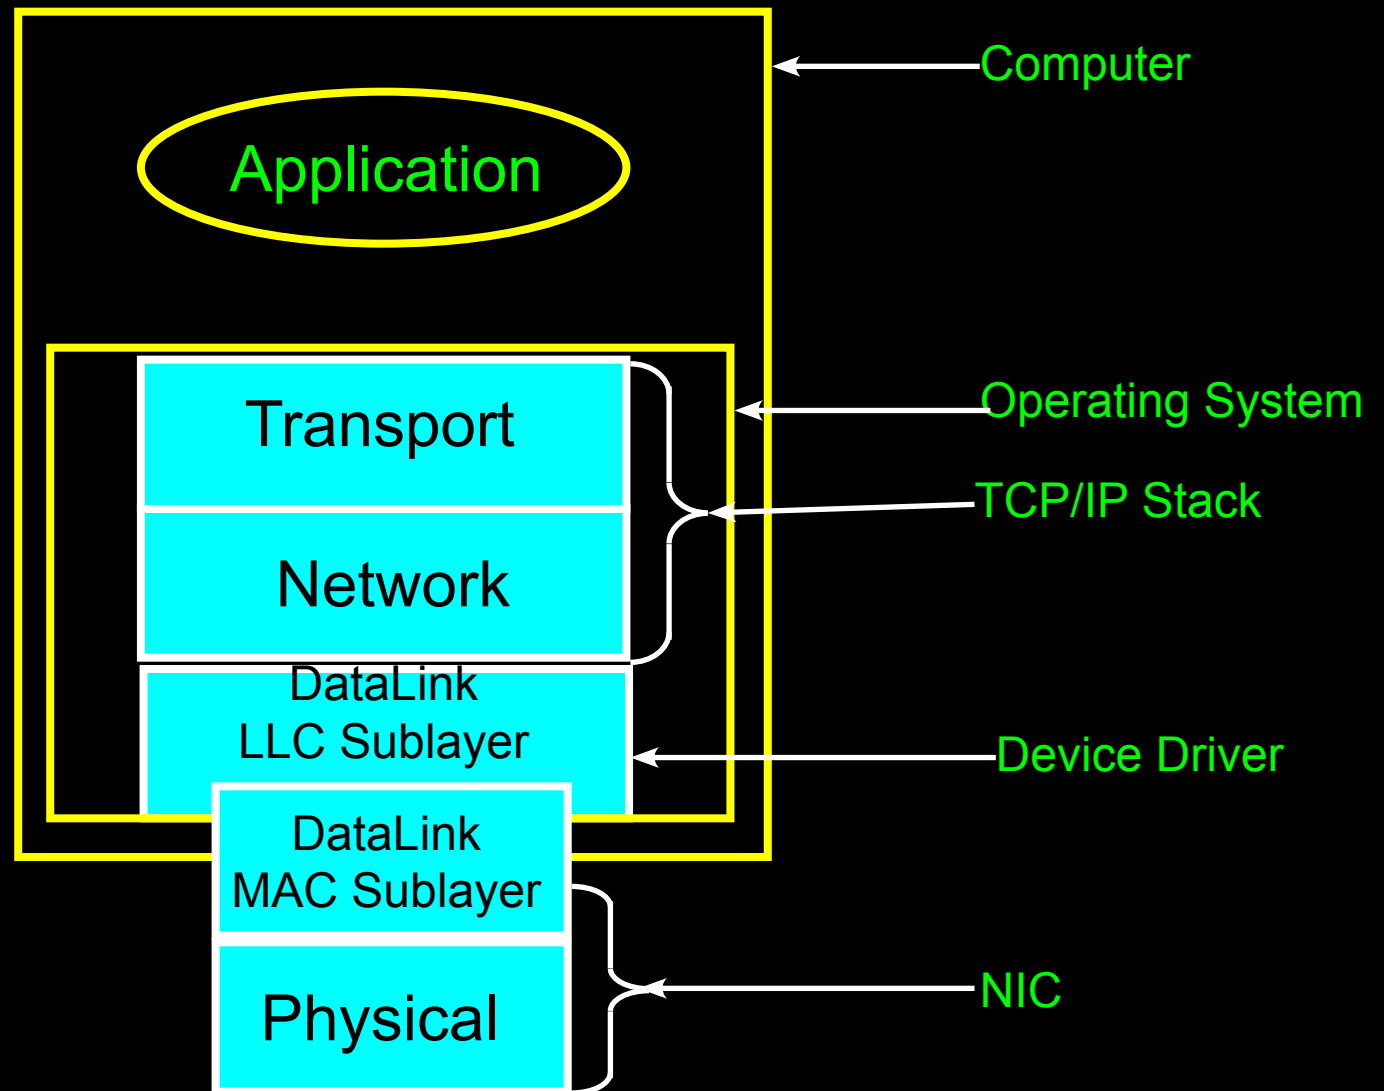 Computer
Application
Transport
Operating System
TCP/IP Stack
Network
DataLink
LLC Sublayer
Device Driver
DataLink
MAC Sublayer
NIC
Physical